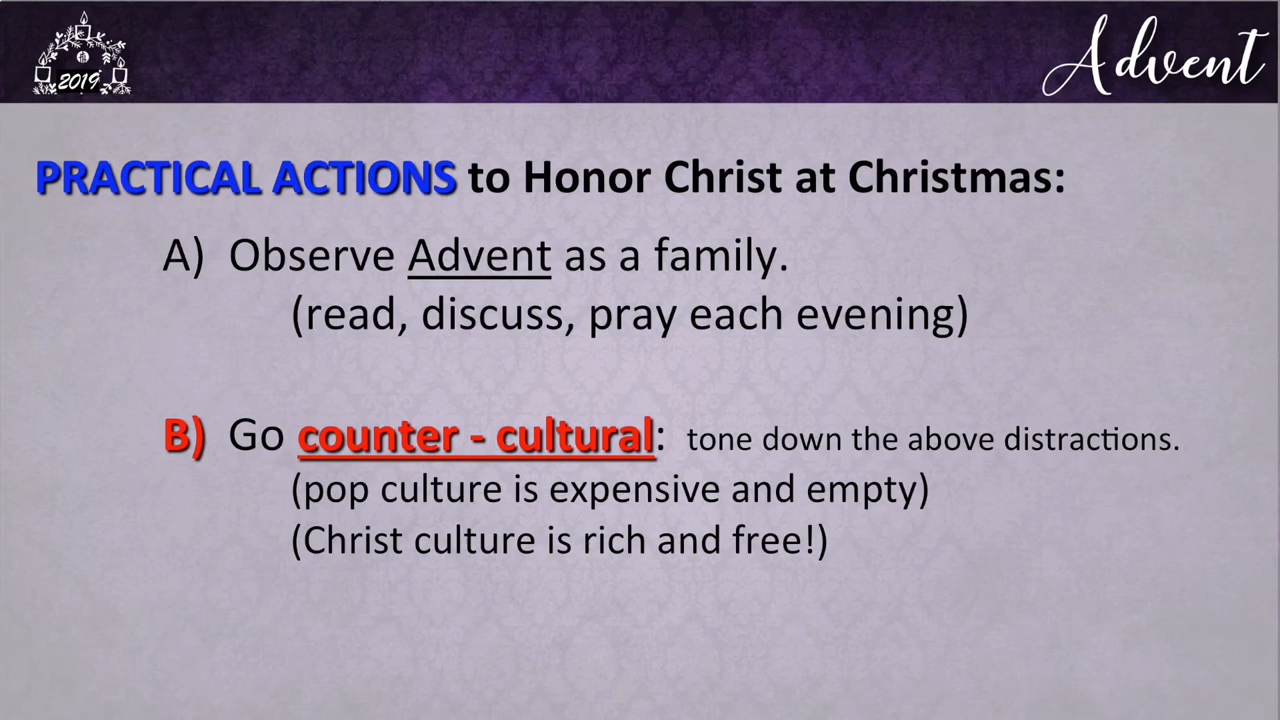 2019
Advent
PRACTICAL ACTIONS to Honor Christ at Christmas:
A) Observe Advent as a family.
(read, discuss, pray each evening)
B) Go counter - cultural: tone down the above distractions.
(pop culture is expensive and empty)
(Christ culture is rich and free!)